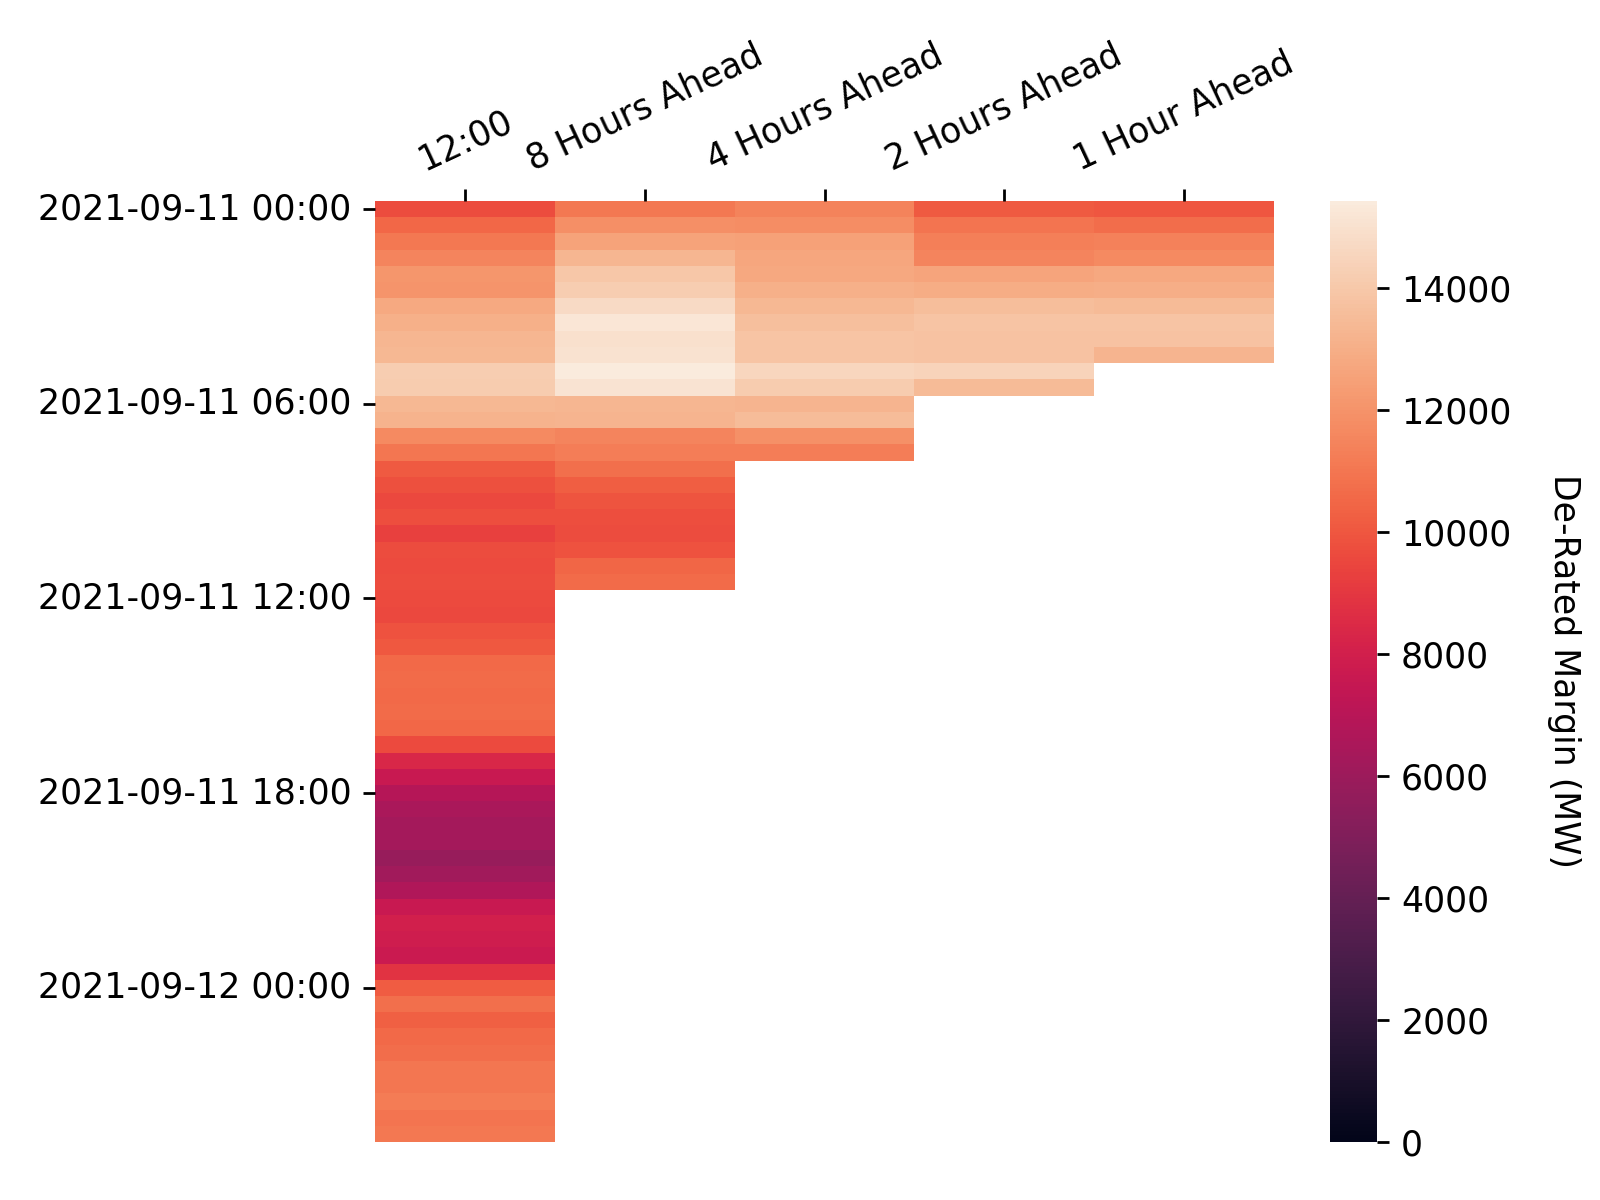 12:00
8 Hours Ahead
4 Hours Ahead
2 Hours Ahead
1 Hour Ahead
2021-09-11 00:00
2021-09-11 06:00
2021-09-11 12:00
2021-09-11 18:00
2021-09-12 00:00
14000
12000
10000
8000
6000
4000
2000
0
De-Rated Margin (MW)